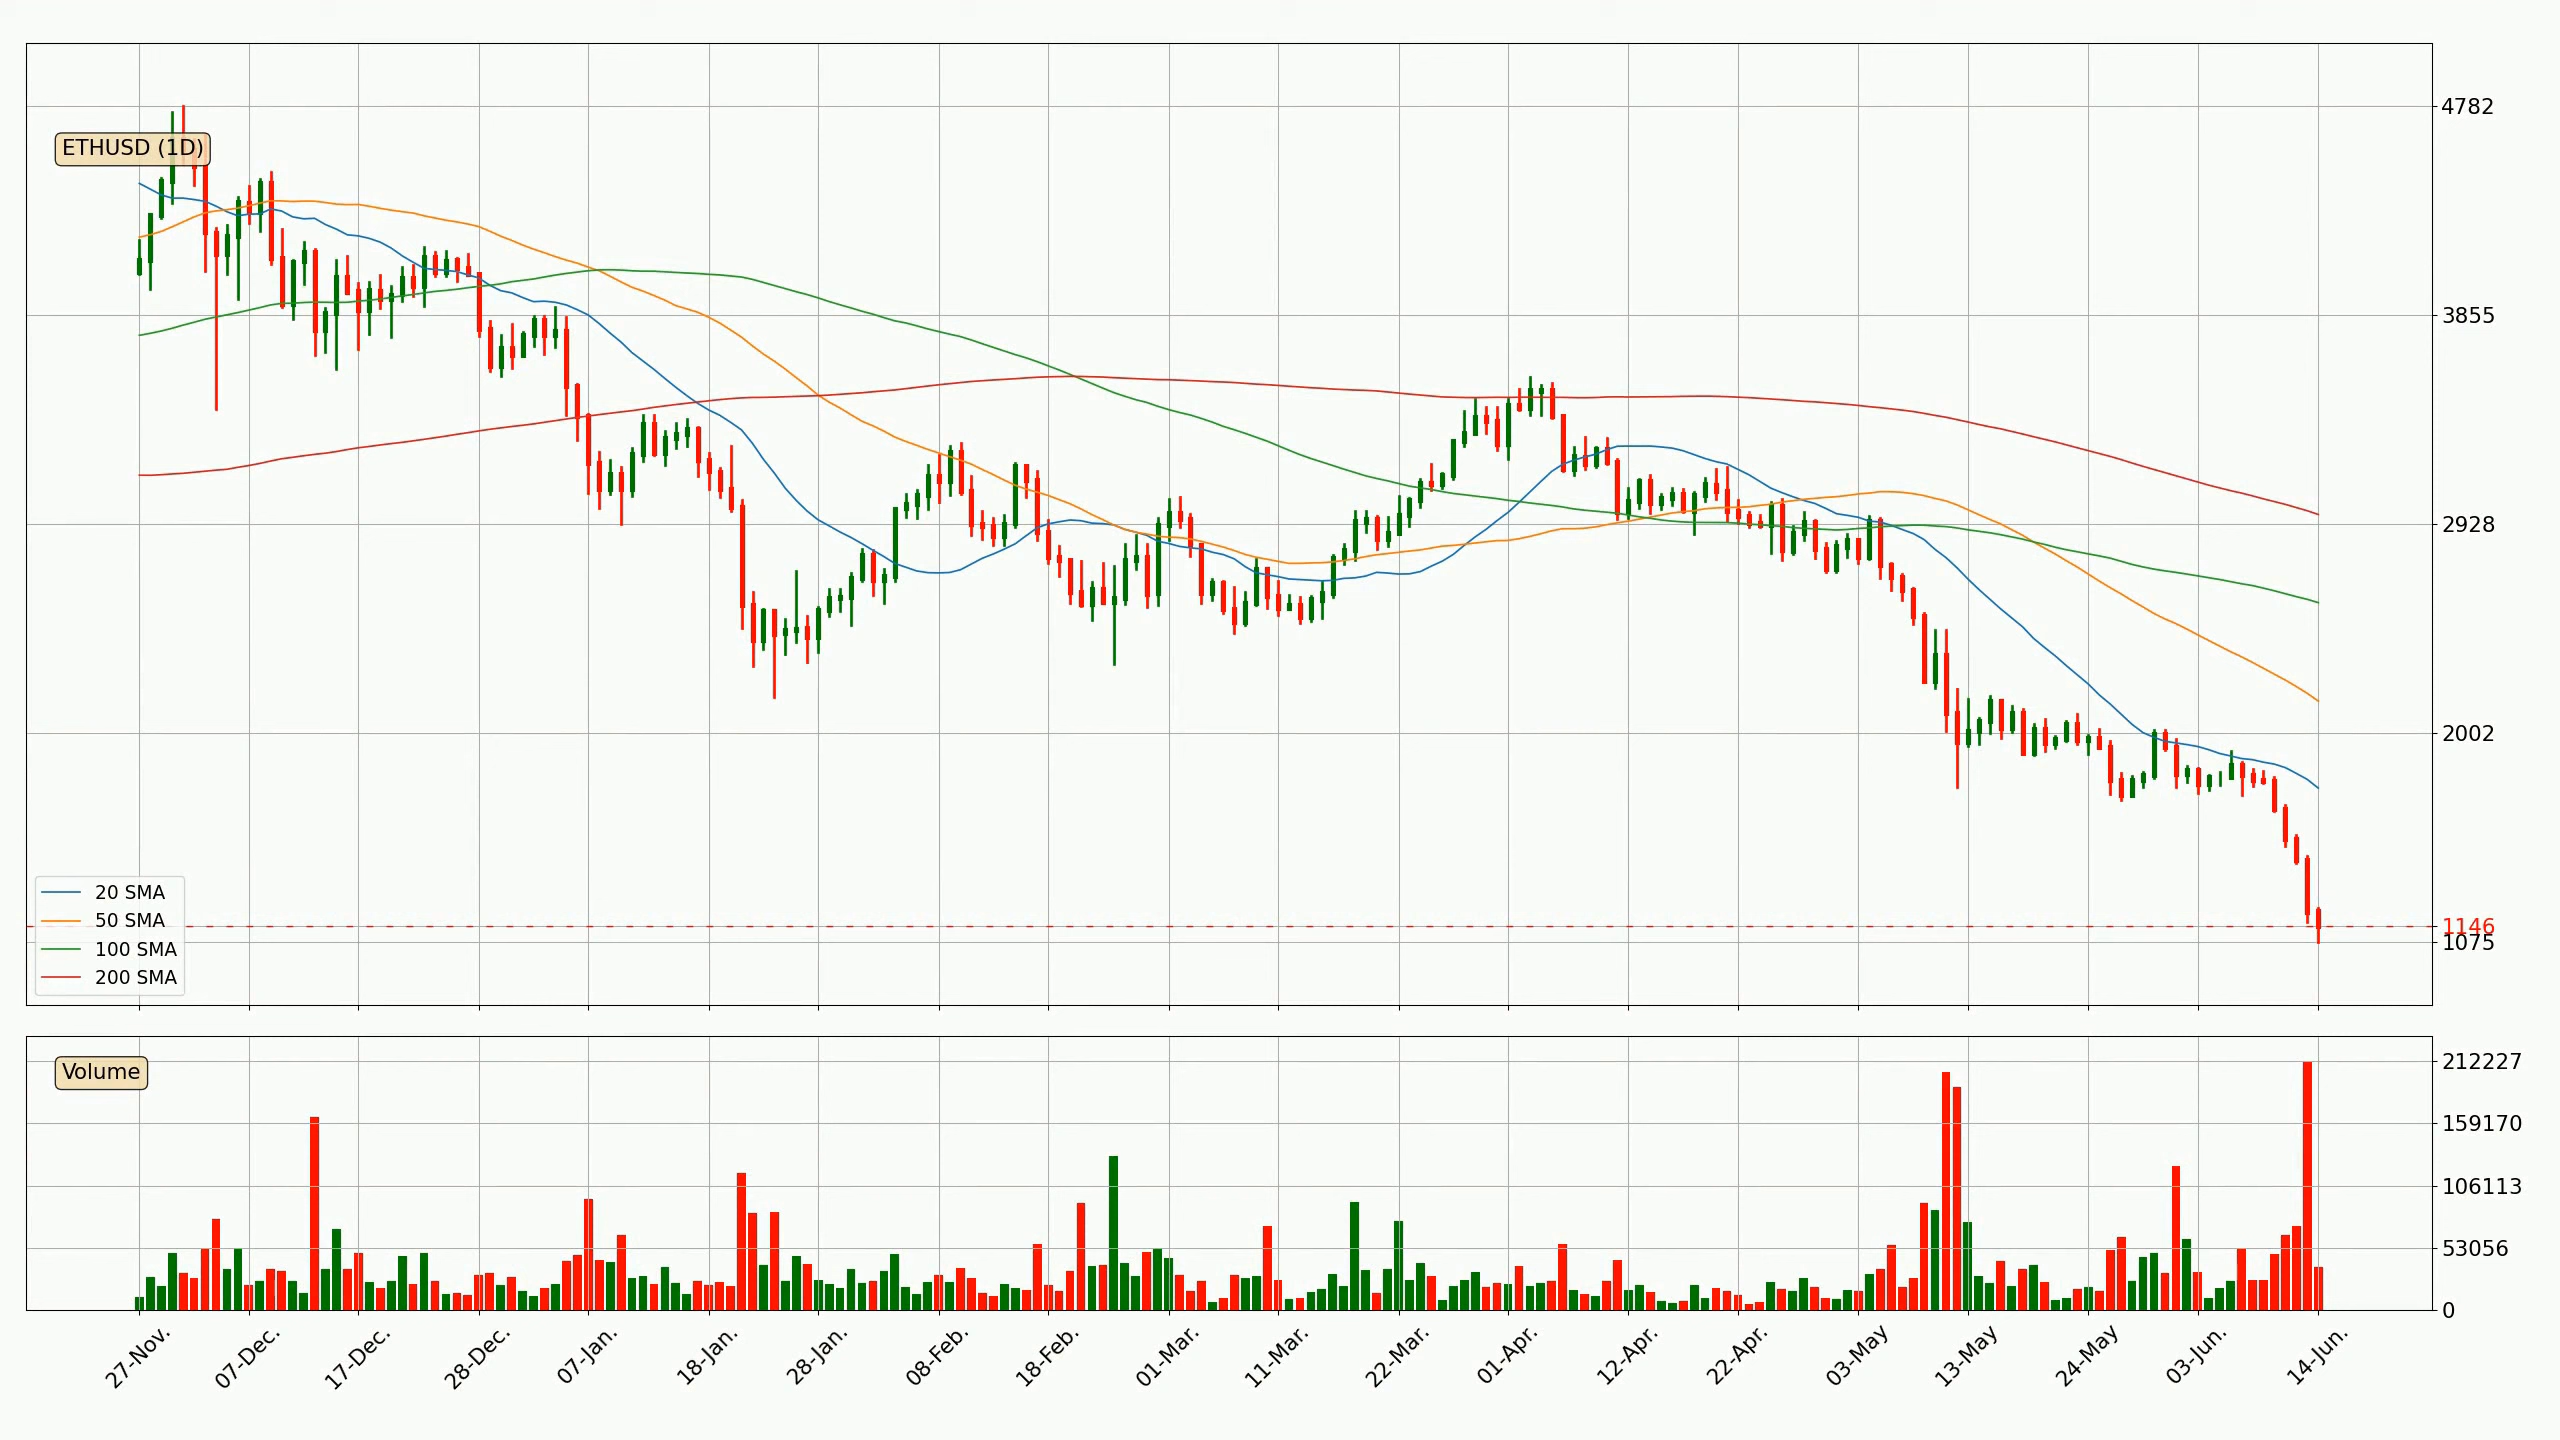 4782
ETHUSD (1D)
3855
2928
2002
20 SMA
50 SMA
1146
100 SMA
1075
200 SMA
212227
Volume
159170
106113
53056
0
27-Nov.
07-Dec.
17-Dec.
28-Dec.
07-Jan.
18-Jan.
28-Jan.
08-Feb.
18-Feb.
01-Mar.
11-Mar.
22-Mar.
01-Apr.
12-Apr.
22-Apr.
03-May
13-May
24-May
03-Jun.
14-Jun.